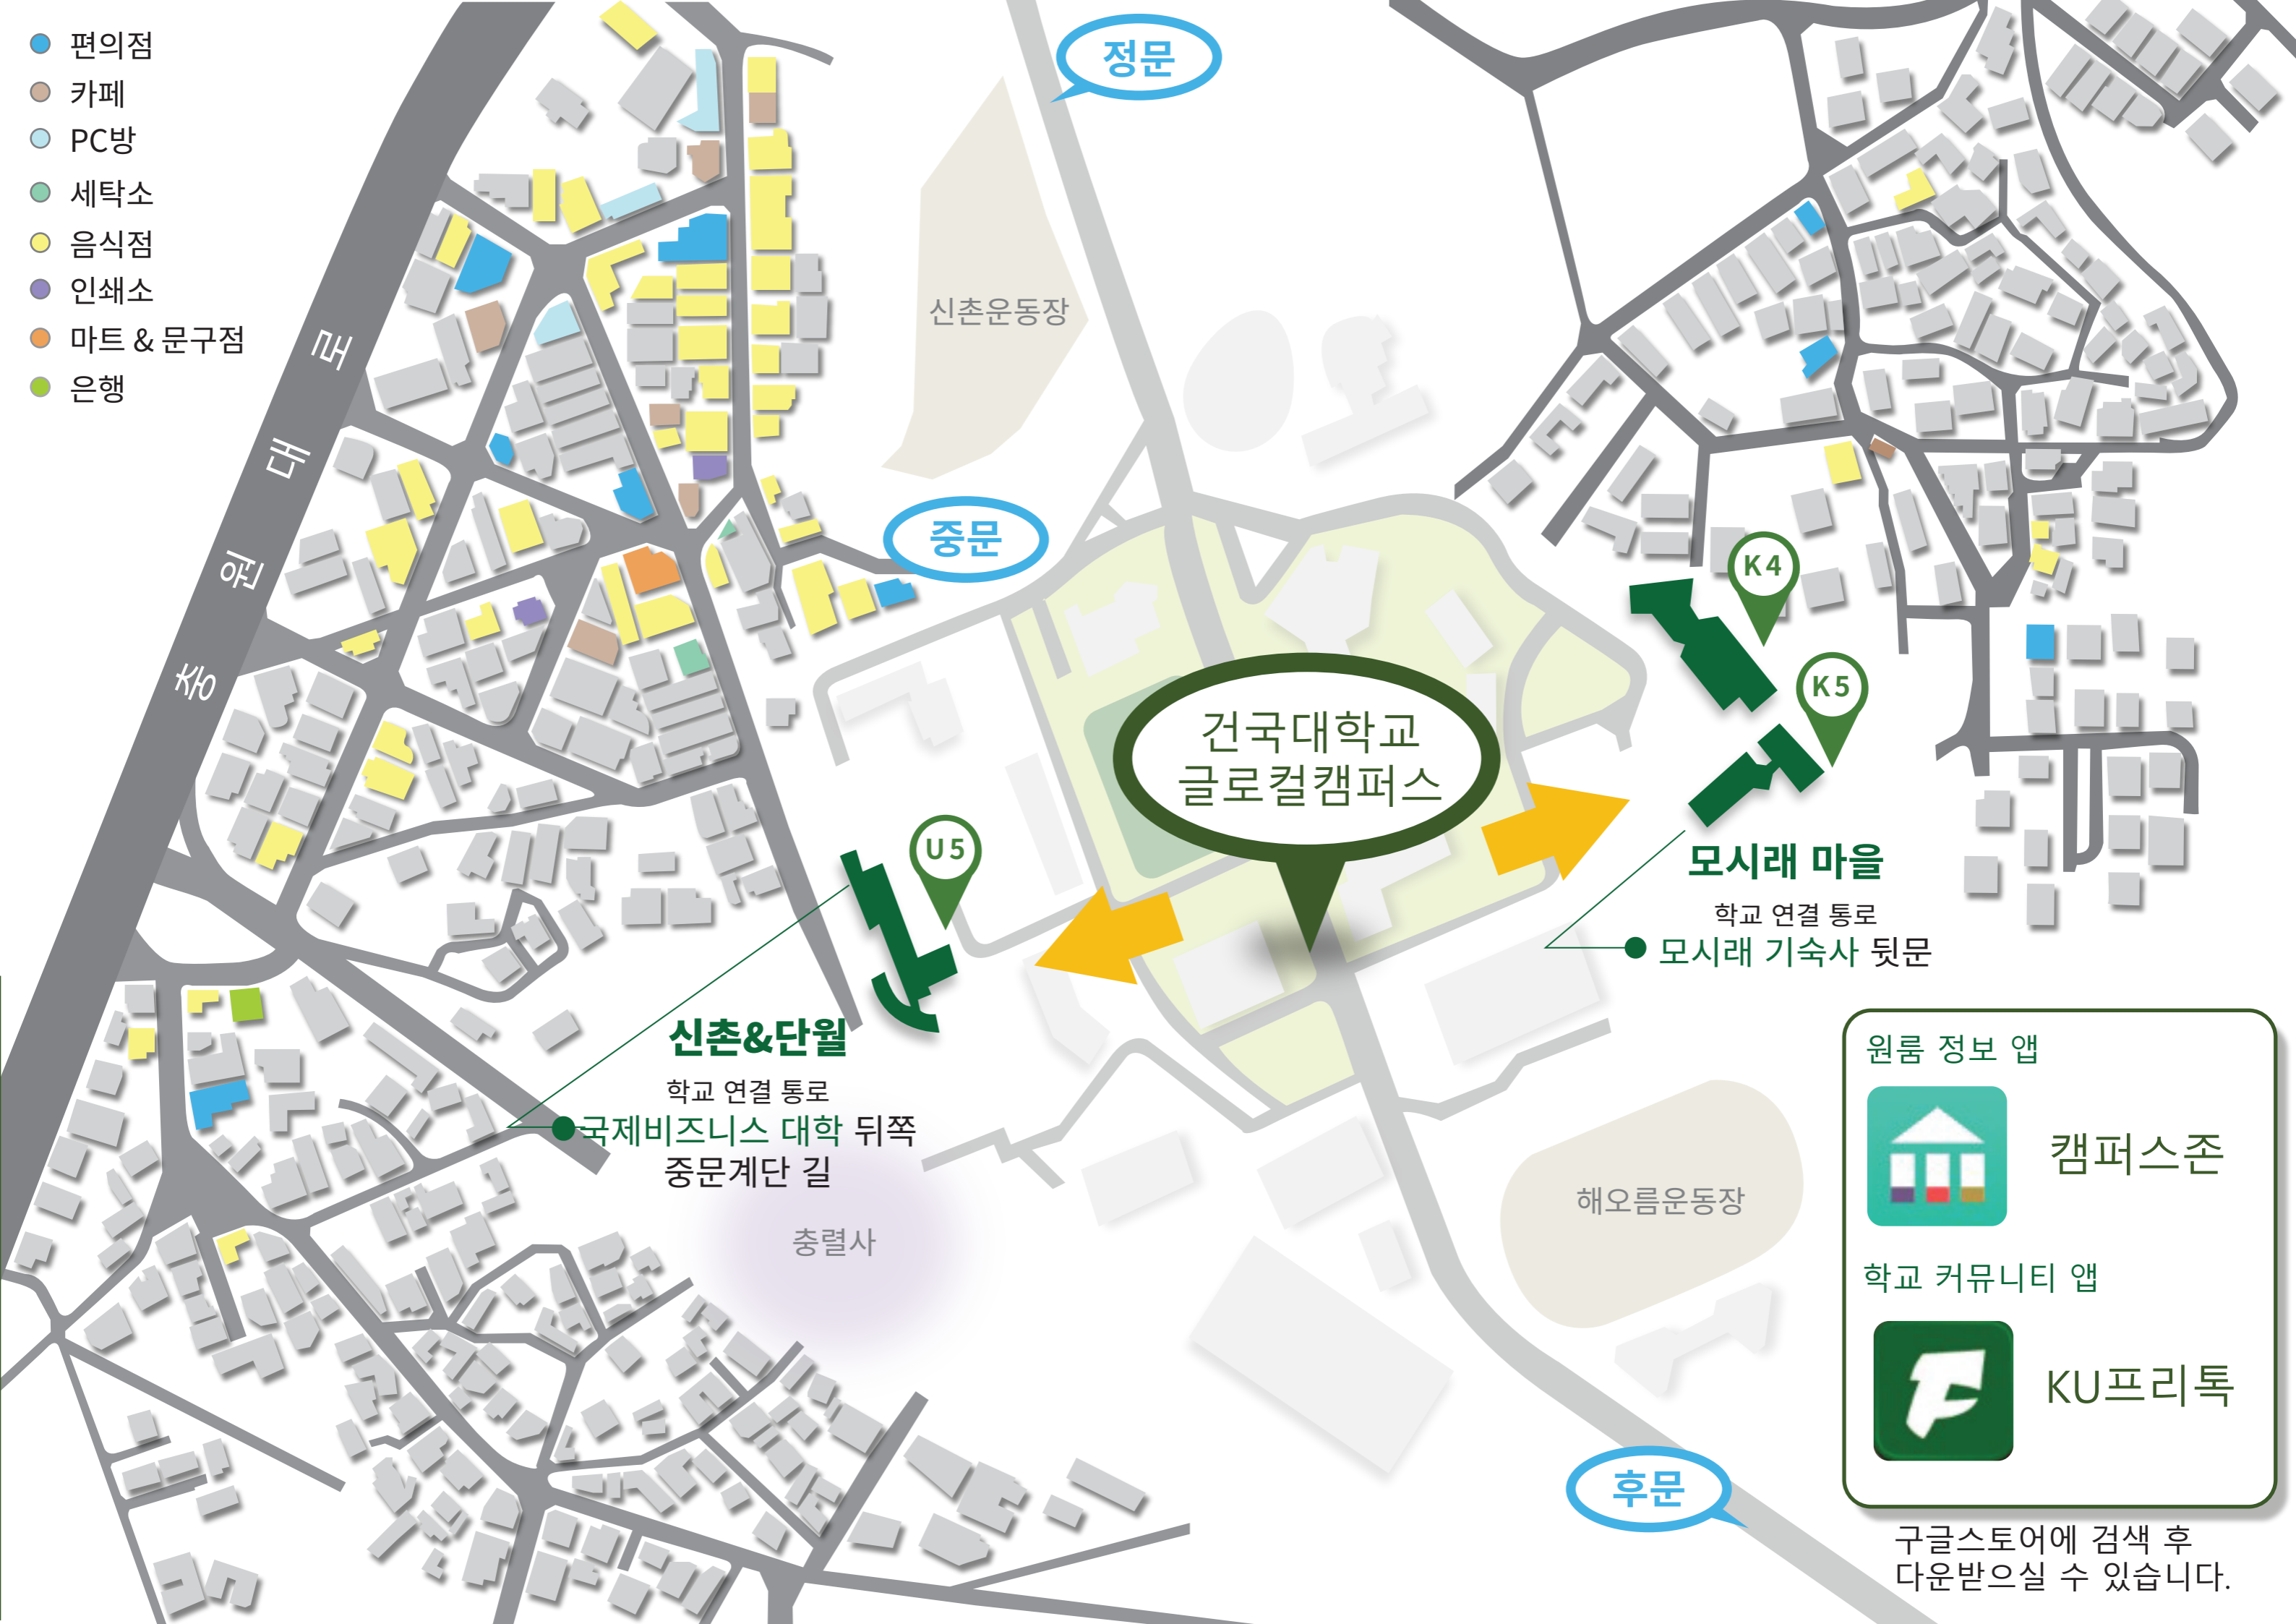 편의점
카페
PC방
세탁소
음식점
인쇄소
마트 & 문구점
은행
충원대로
정문
신촌운동장
중문
K4
K5
건국대학교
글로컬캠퍼스
U5
모시래 마을
학교 연결 통로
모시래 기숙사 뒷문
신촌&단월
학교 연결 통로
국제비즈니스 대학 뒤쪽
중문계단 길
충렬사
해오름운동장
후문
원룸 정보 앱
캠퍼스존
학교 커뮤니티 앱
F
KU프리톡
구글스토어에 검색 후
다운받으실 수 있습니다.